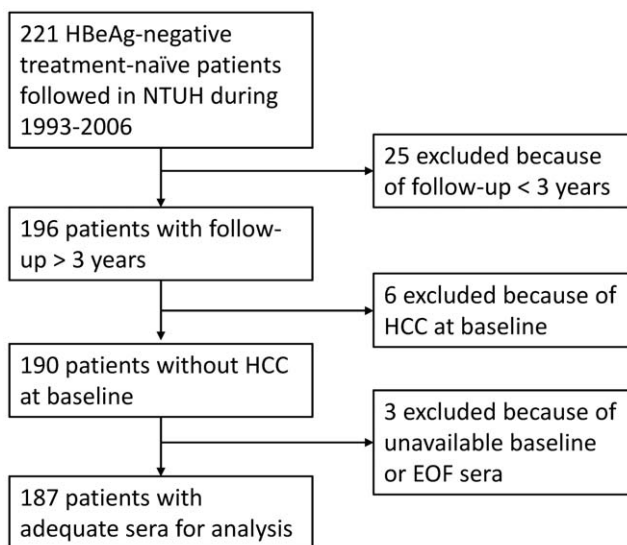 221 HBeAg-negative
treatment-naïve patients
followed in NTUH during
1993-2006
25 excluded because
of follow-up < 3 years
196 patients with follow-
up > 3 years
6 excluded because of
HCC at baseline
190 patients without HCC
at baseline
3 excluded because of
unavailable baseline
or EOF sera
187 patients with
adequate sera for analysis